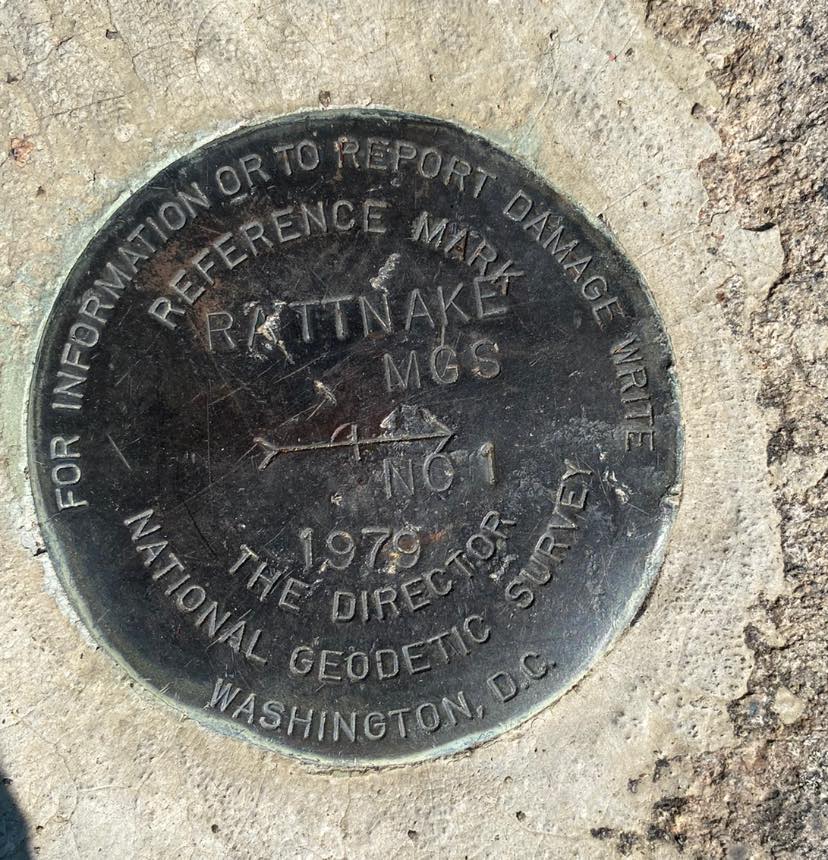 FOR INFORMATION OR TO REPORT DAMAGE WRITE
REFERENCE MARK
RATTNAKE
MGS
NO 1
1979
THE DIRECTOR
NATIONAL GEODETIC SURVEY
WASHINGTON, D.C.